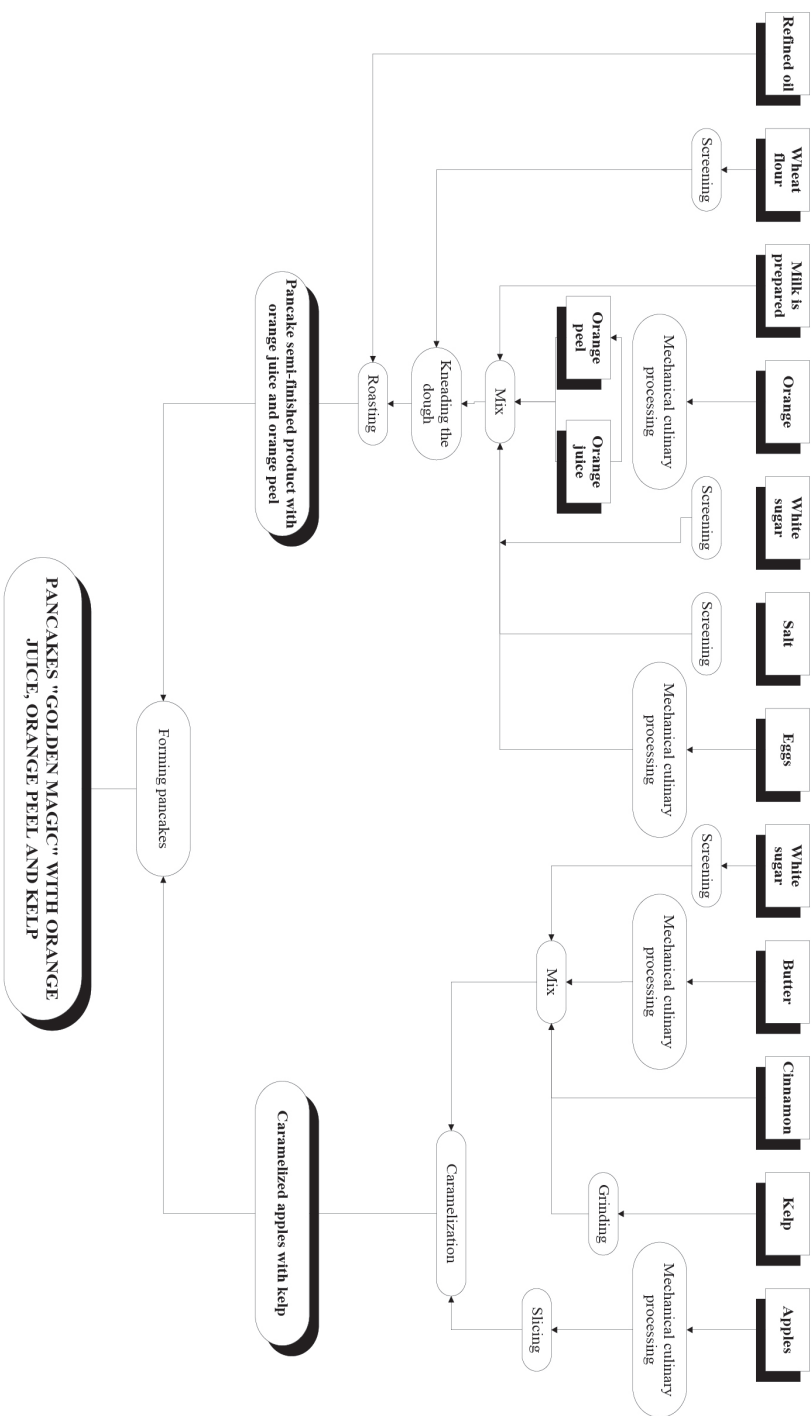 Refined oil
Wheat
flour
Milk is
prepared
Orange
White
sugar
Salt
Eggs
White
sugar
Butter
Cinnamon
Kelp
Apples
Screening
Screening
Screening
Screening
Mechanical culinary
processing
Mechanical culinary
processing
Mechanical culinary
processing
Mechanical culinary
processing
Orange
peel
Orange
juice
Grinding
Mix
Mix
Slicing
Kneading the
dough
Caramelization
Roasting
Pancake semi-finished product with
orange juice and orange peel
Caramelized apples with kelp
Forming pancakes
PANCAKES "GOLDEN MAGIC" WITH ORANGE
JUICE, ORANGE PEEL AND KELP